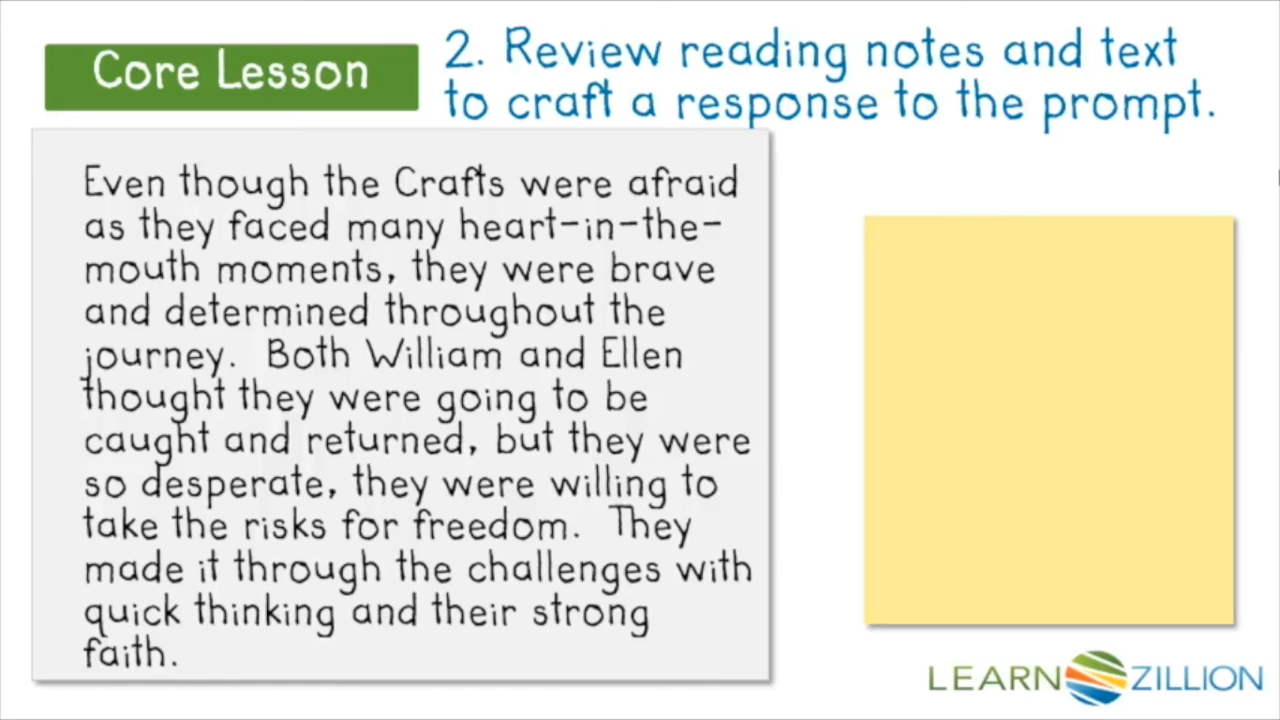 Core Lesson
2. Review reading notes and text
to craft a response to the prompt.
Even though the Crafts were afraid
as they faced many heart-in-the-
mouth moments, they were brave
and determined throughout the
journey. Both William and Ellen
thought they were going to be
caught and returned, but they were
so desperate, they were willing to
take the risks for freedom. They
made it through the challenges with
quick thinking and their strong
faith.
LEARN ZILLION